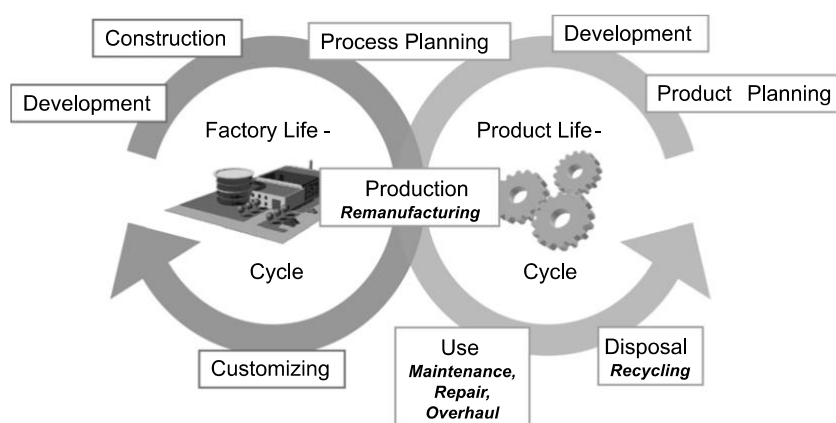 Construction
Process Planning
Development
Development
Product Planning
Factory Life -
Product Life -
Production
Remanufacturing
Cycle
Cycle
Customizing
Use
Maintenance,
Repair,
Overhaul
Disposal
Recycling